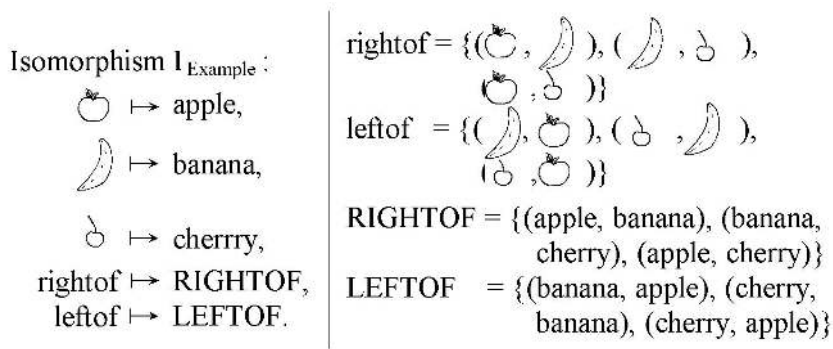 Isomorphism I Example :
↦ apple,
↦ banana,
↦ cherrry,
rightof ↦ RIGHTOF,
leftof ↦ LEFTOF.
rightof = {( , ), ( , ),
( , )}
leftof = {( , ), ( , ),
( , )}
RIGHTOF = {(apple, banana), (banana,
cherry), (apple, cherry)}
LEFTOF = {(banana, apple), (cherry,
banana), (cherry, apple)}